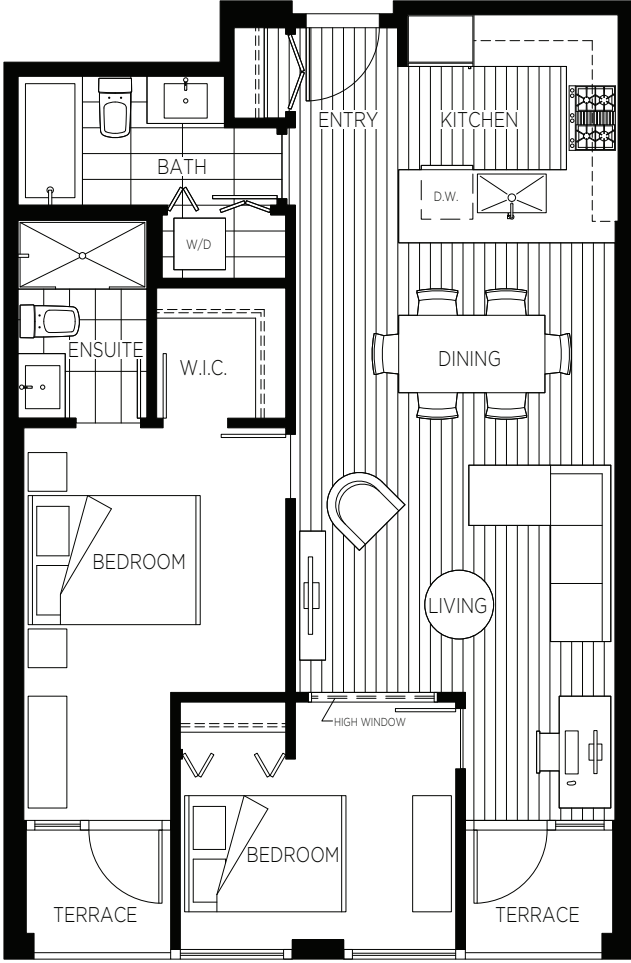 ENTRY
KITCHEN
BATH
D.W.
W/D
ENSUITE
W.I.C.
DINING
BEDROOM
LIVING
HIGH WINDOW
BEDROOM
TERRACE
TERRACE